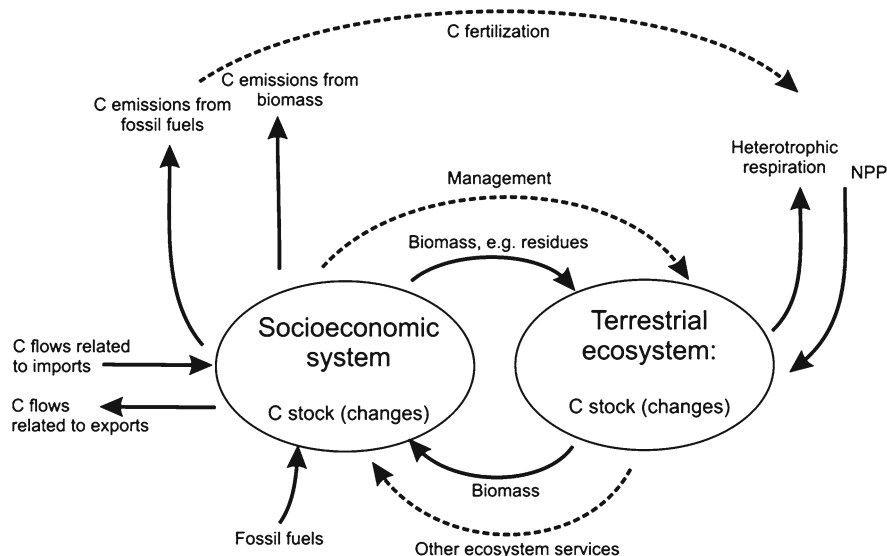 C fertilization
C emissions from
biomass
C emissions from
fossil fuels
Heterotrophic
respiration
NPP
Management
Biomass, e.g. residues
Socioeconomic
system
C stock (changes)
Terrestrial
ecosystem:
C stock (changes)
C flows related
to imports
C flows
related to exports
Biomass
Fossil fuels
Other ecosystem services